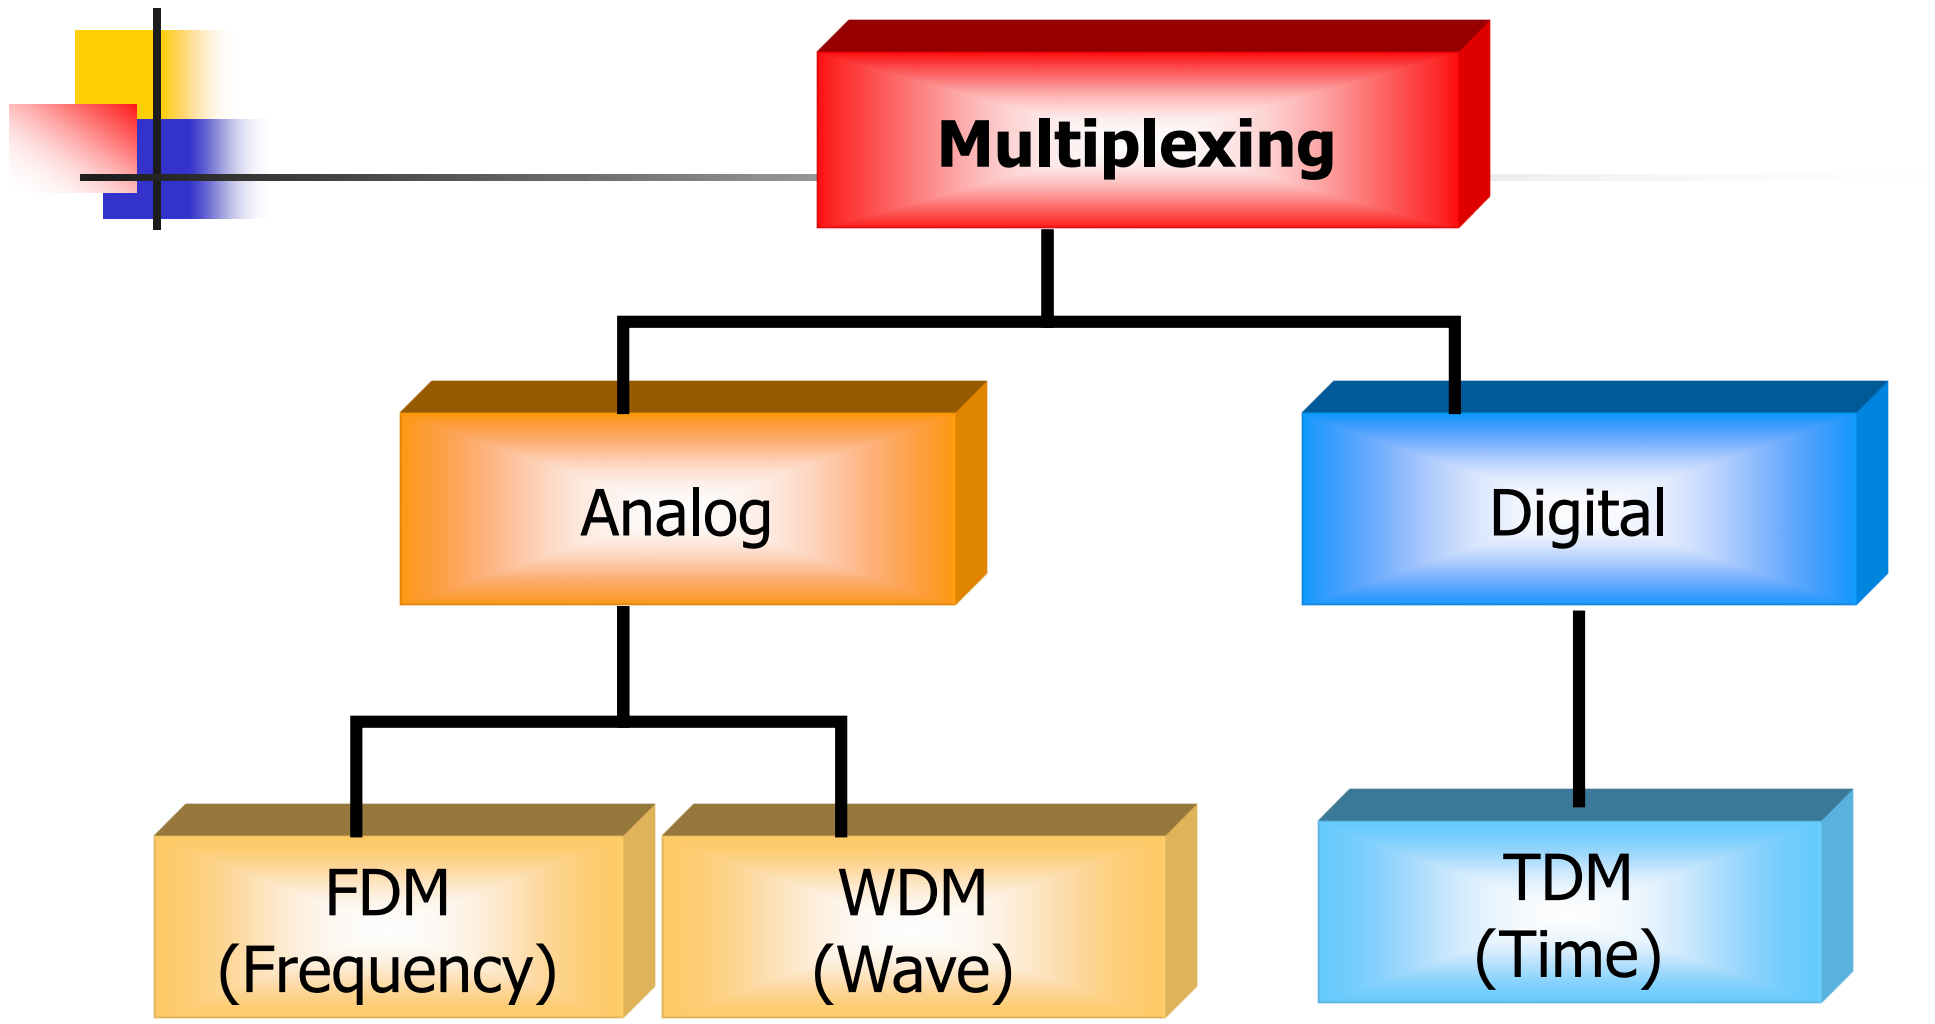 Multiplexing
Analog
Digital
FDM
(Frequency)
WDM
(Wave)
TDM
(Time)